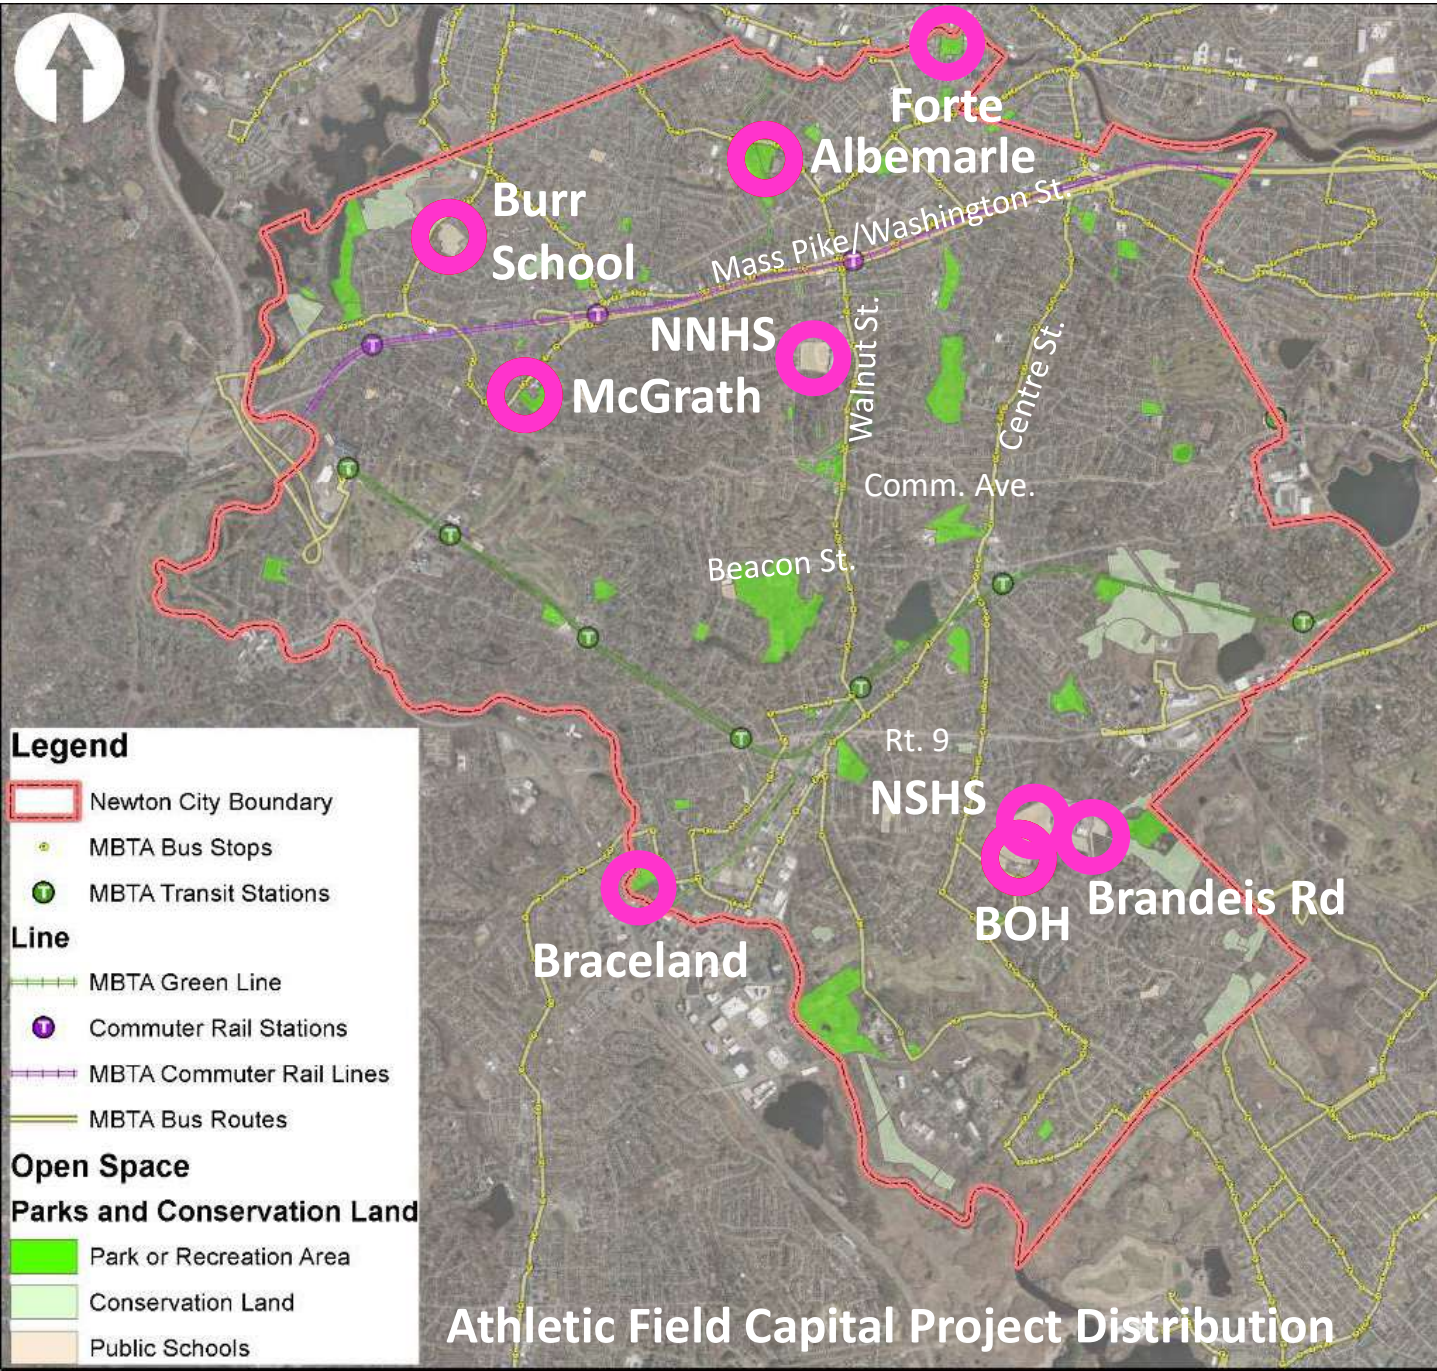 Forte
Albemarle
Burr
School
Mass Pike/Washington St.
NNHS
McGrath
Walnut St.
Centre St.
Comm. Ave.
Beacon St.
Rt. 9
NSHS
Brandeis Rd
BOH
Braceland
Legend
Newton City Boundary
MBTA Bus Stops
T MBTA Transit Stations
Line
MBTA Green Line
T Commuter Rail Stations
MBTA Commuter Rail Lines
MBTA Bus Routes
Open Space
Parks and Conservation Land
Park or Recreation Area
Conservation Land
Public Schools
Athletic Field Capital Project Distribution